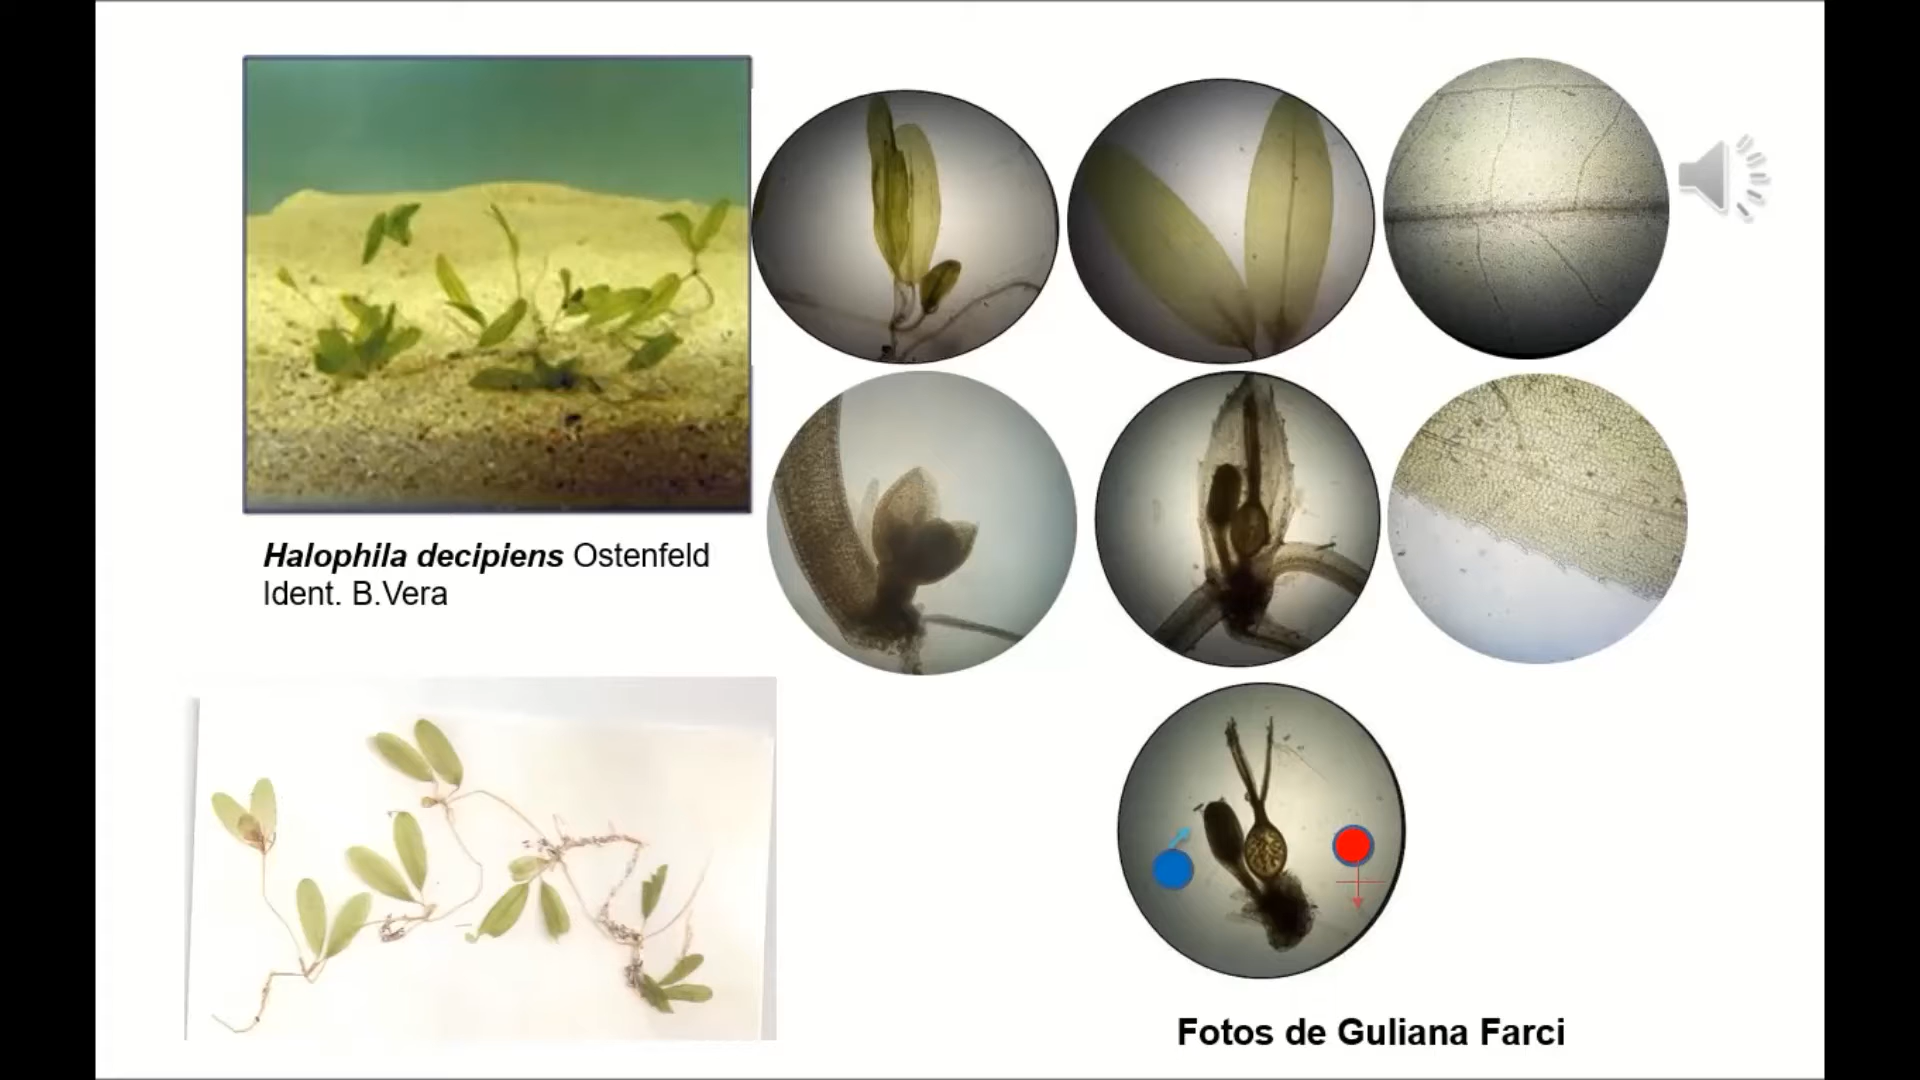 Halophila decipiens Ostenfeld
Ident. B.Vera
Fotos de Guliana Farci